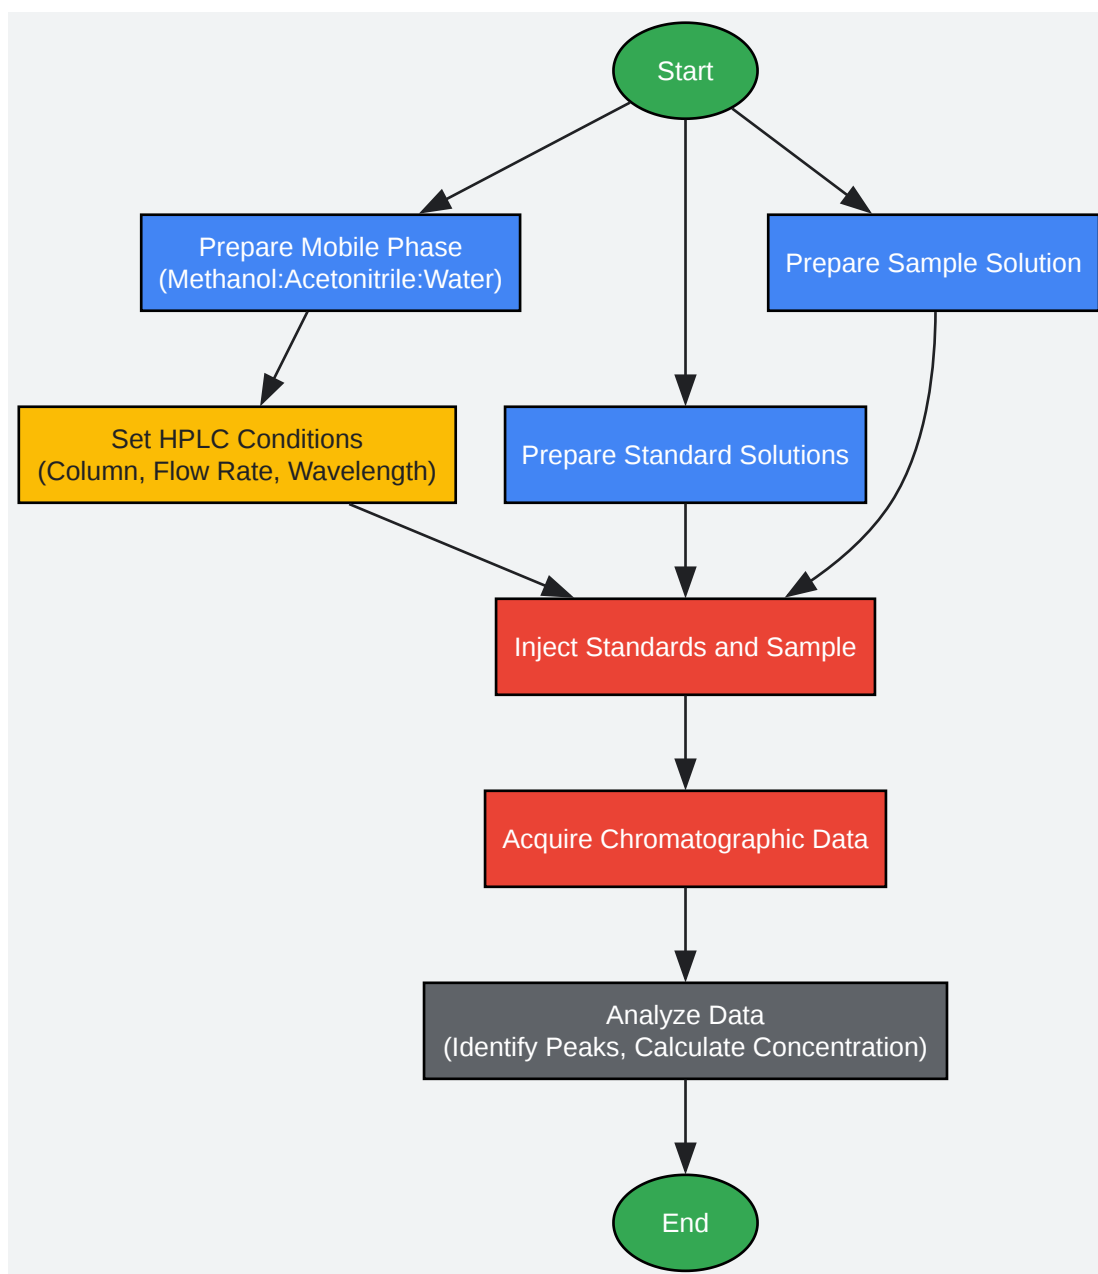 Start
Prepare Mobile Phase
(Methanol:Acetonitrile:Water)
Prepare Sample Solution
Set HPLC Conditions
(Column, Flow Rate, Wavelength)
Prepare Standard Solutions
Inject Standards and Sample
Acquire Chromatographic Data
Analyze Data
(Identify Peaks, Calculate Concentration)
End